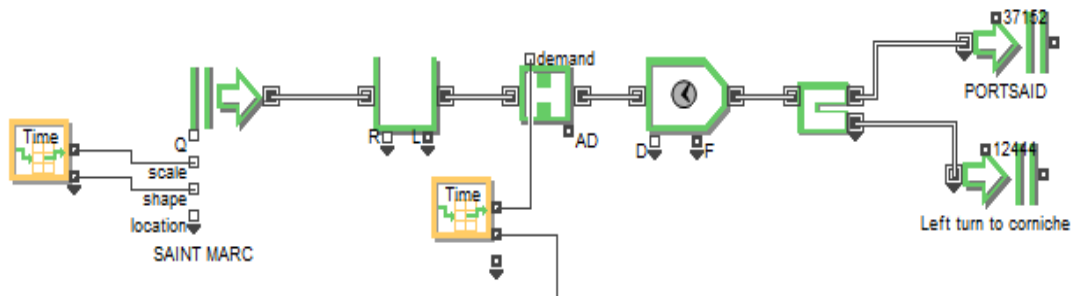 37152
demand
PORTSAID
Time
Q
R
L
AD
D
F
scale
12444
shape
Time
location
Left turn to corniche
SAINT MARC